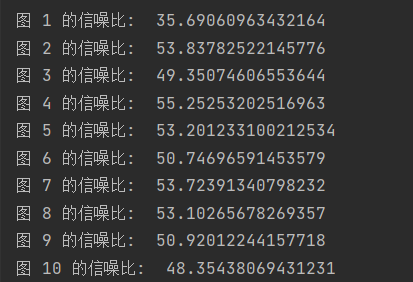 图 1 的信噪比:  35.69060963432164
图 2 的信噪比:  53.83782522145776
图 3 的信噪比:  49.35074606553644
图 4 的信噪比:  55.25253202516963
图 5 的信噪比:  53.201233100212534
图 6 的信噪比:  50.74696591453579
图 7 的信噪比:  53.72391340798232
图 8 的信噪比:  53.10265678269357
图 9 的信噪比:  50.92012244157718
图 10 的信噪比:  48.35438069431231